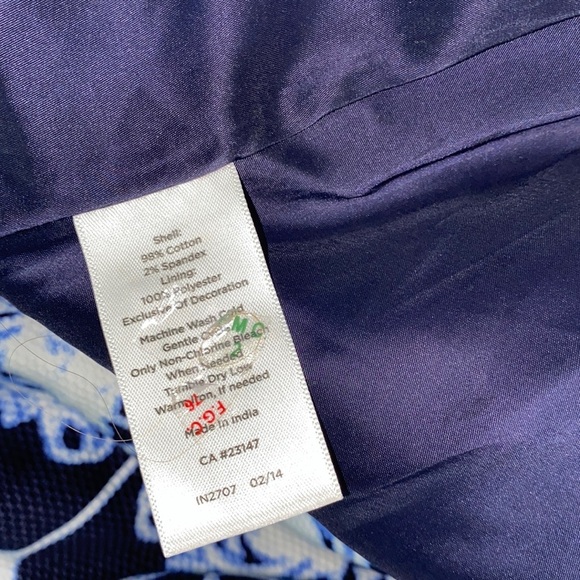 Shell:
98% Cotton
2% Spandex
Lining:
100% Polyester
Exclusive Of Decoration
Machine Wash Cold
Gentle
Only Non-Chlorine Bleach
When Needed
Tumble Dry Low
Warm Iron, If needed
Made in India
CA #23147
IN2707 02/14
M.C
F.G.C
76